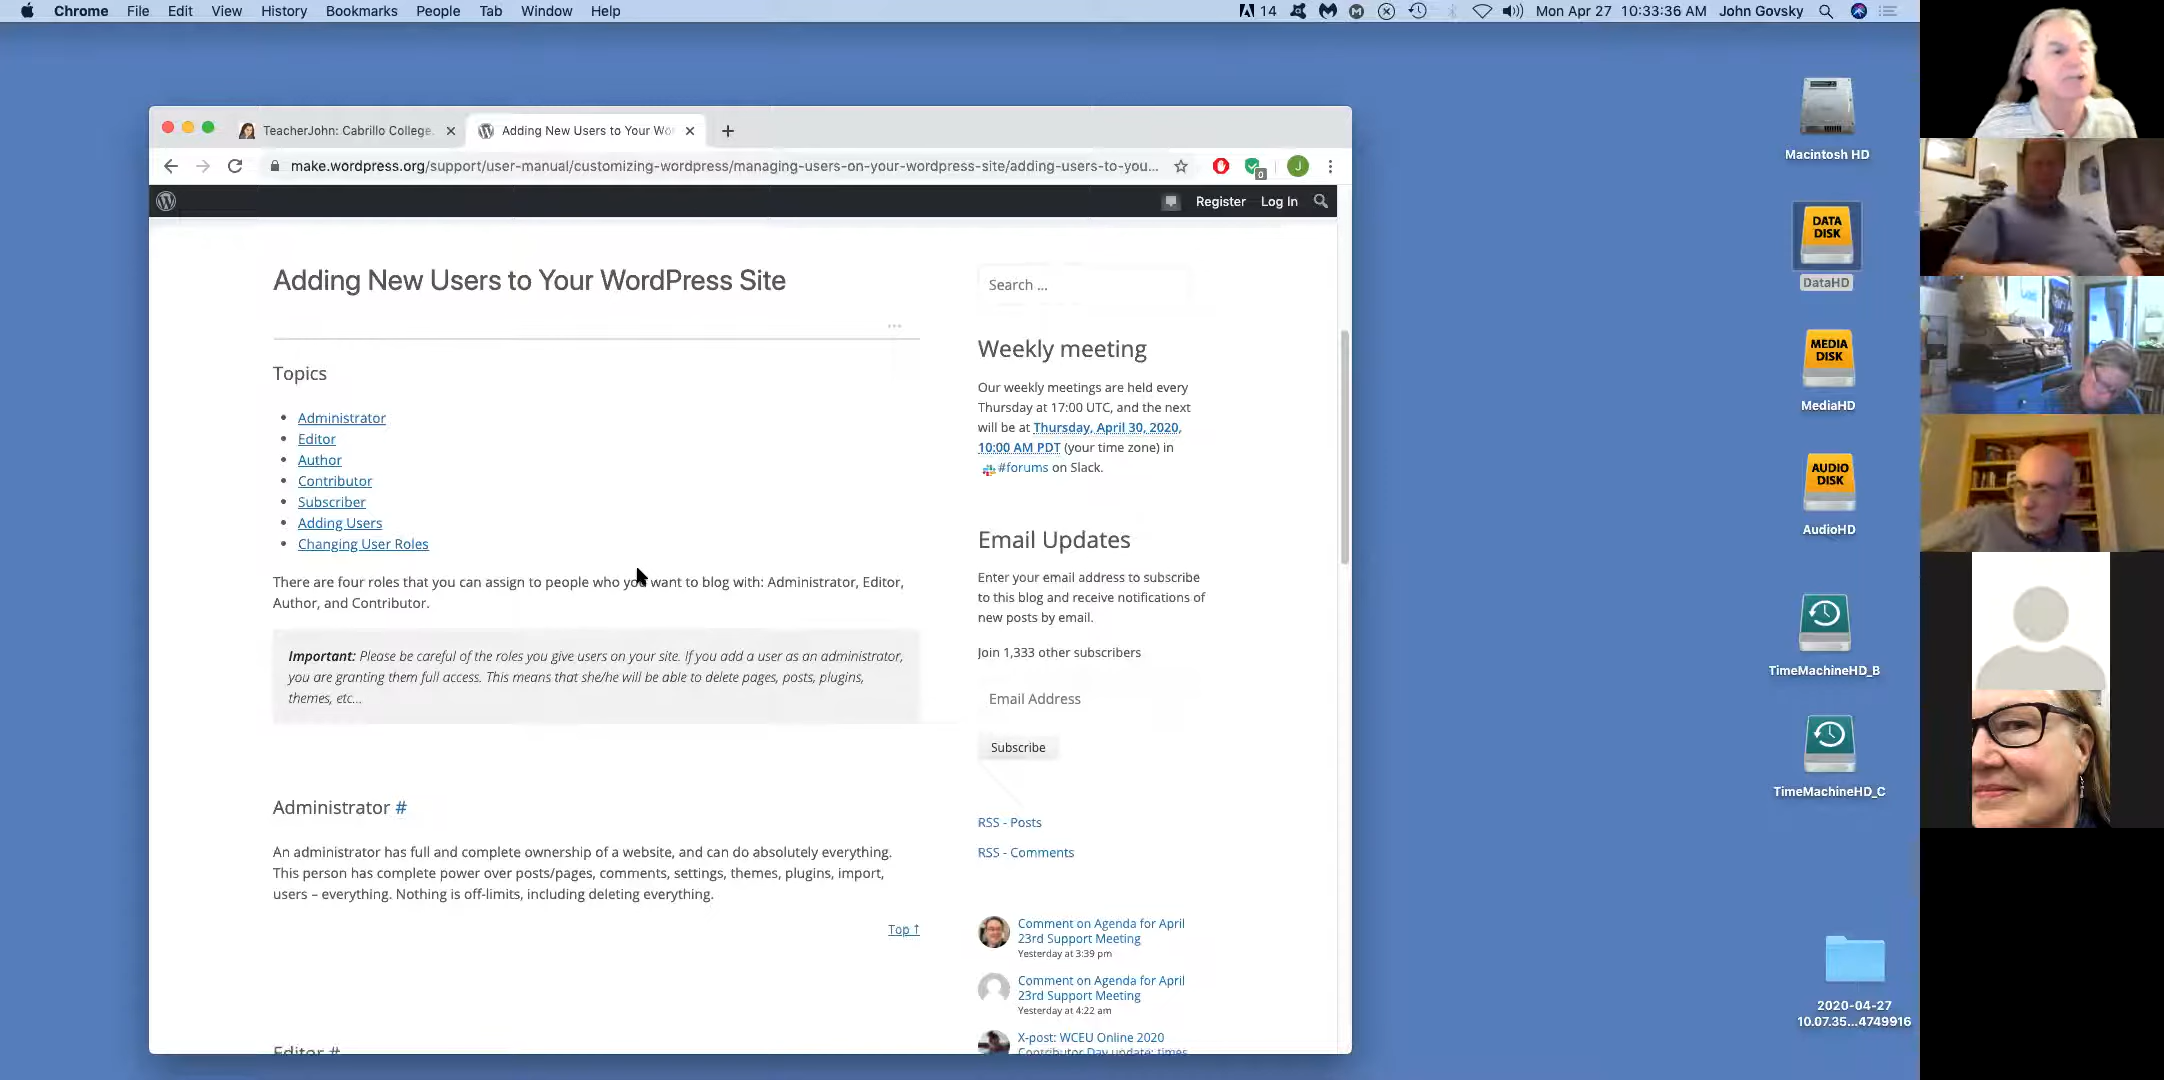 Chrome File Edit View History Bookmarks People Tab Window Help
14 Mon Apr 27 10:33:36 AM John Govsky
TeacherJohn: Cabrillo College
Adding New Users to Your Wo
make.wordpress.org/support/user-manual/customizing-wordpress/managing-users-on-your-wordpress-site/adding-users-to-you...
0
J
Register Log In
Adding New Users to Your WordPress Site
...
Topics
Administrator
Editor
Author
Contributor
Subscriber
Adding Users
Changing User Roles
There are four roles that you can assign to people who you want to blog with: Administrator, Editor,
Author, and Contributor.
Important: Please be careful of the roles you give users on your site. If you add a user as an administrator,
you are granting them full access. This means that she/he will be able to delete pages, posts, plugins,
themes, etc...
Administrator #
An administrator has full and complete ownership of a website, and can do absolutely everything.
This person has complete power over posts/pages, comments, settings, themes, plugins, import,
users – everything. Nothing is off-limits, including deleting everything.
Top ↑
Editor #
Search ...
Weekly meeting
Our weekly meetings are held every
Thursday at 17:00 UTC, and the next
will be at Thursday, April 30, 2020,
10:00 AM PDT (your time zone) in
#forums on Slack.
Email Updates
Enter your email address to subscribe
to this blog and receive notifications of
new posts by email.
Join 1,333 other subscribers
Email Address
Subscribe
RSS - Posts
RSS - Comments
Comment on Agenda for April
23rd Support Meeting
Yesterday at 3:39 pm
Comment on Agenda for April
23rd Support Meeting
Yesterday at 4:22 am
X-post: WCEU Online 2020
Contributor Day update: times
Macintosh HD
DATA
DISK
DataHD
MEDIA
DISK
MediaHD
AUDIO
DISK
AudioHD
TimeMachineHD_B
TimeMachineHD_C
2020-04-27
10.07.35...4749916